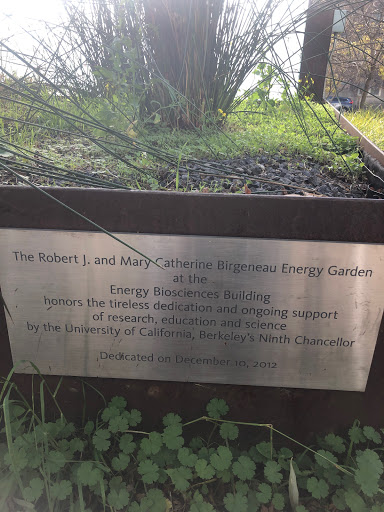 The Robert J. and Mary Catherine Birgeneau Energy Garden
at the
Energy Biosciences Building
honors the tireless dedication and ongoing support
of research, education and science
by the University of California, Berkeley's Ninth Chancellor
Dedicated on December 10, 2012